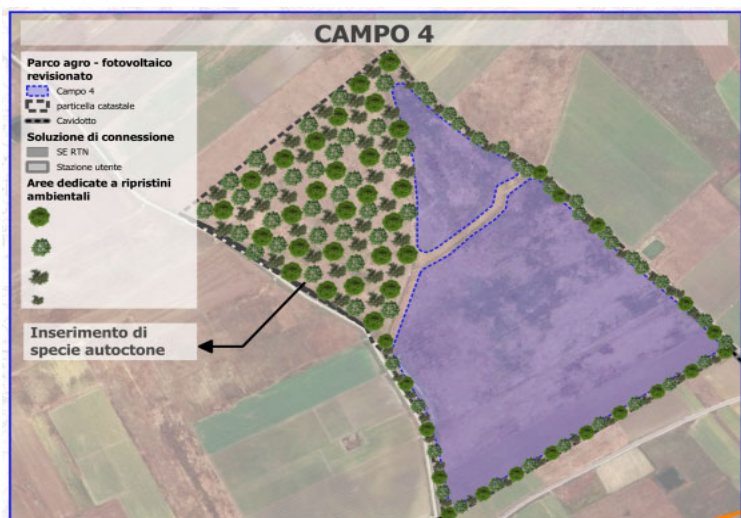 CAMPO 4
Parco agro - fotovoltaico
revisionato
Campo 4
particella catastale
Cavidotto
Soluzione di connessione
SE RTN
Stazione utente
Aree dedicate a ripristini
ambientali
Inserimento di
specie autoctone